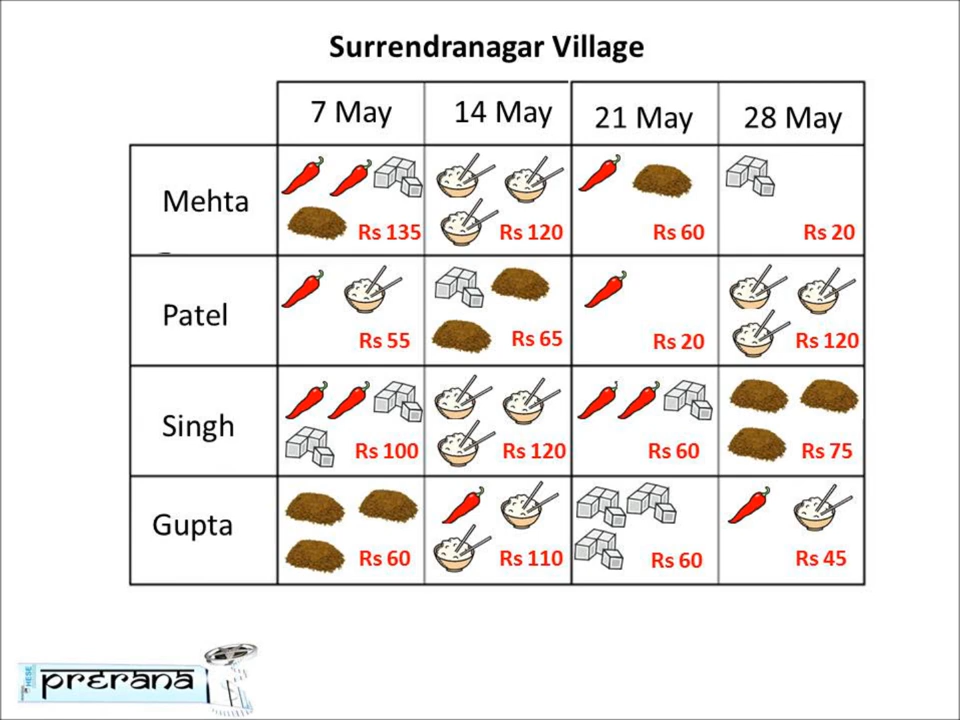 Surrendranagar Village
7 May 14 May 21 May 28 May
Mehta
Rs 135 Rs 120 Rs 60 Rs 20
Patel
Rs 55 Rs 65 Rs 20 Rs 120
Singh
Rs 100 Rs 120 Rs 60 Rs 75
Gupta
Rs 60 Rs 110 Rs 60 Rs 45
PRERANA